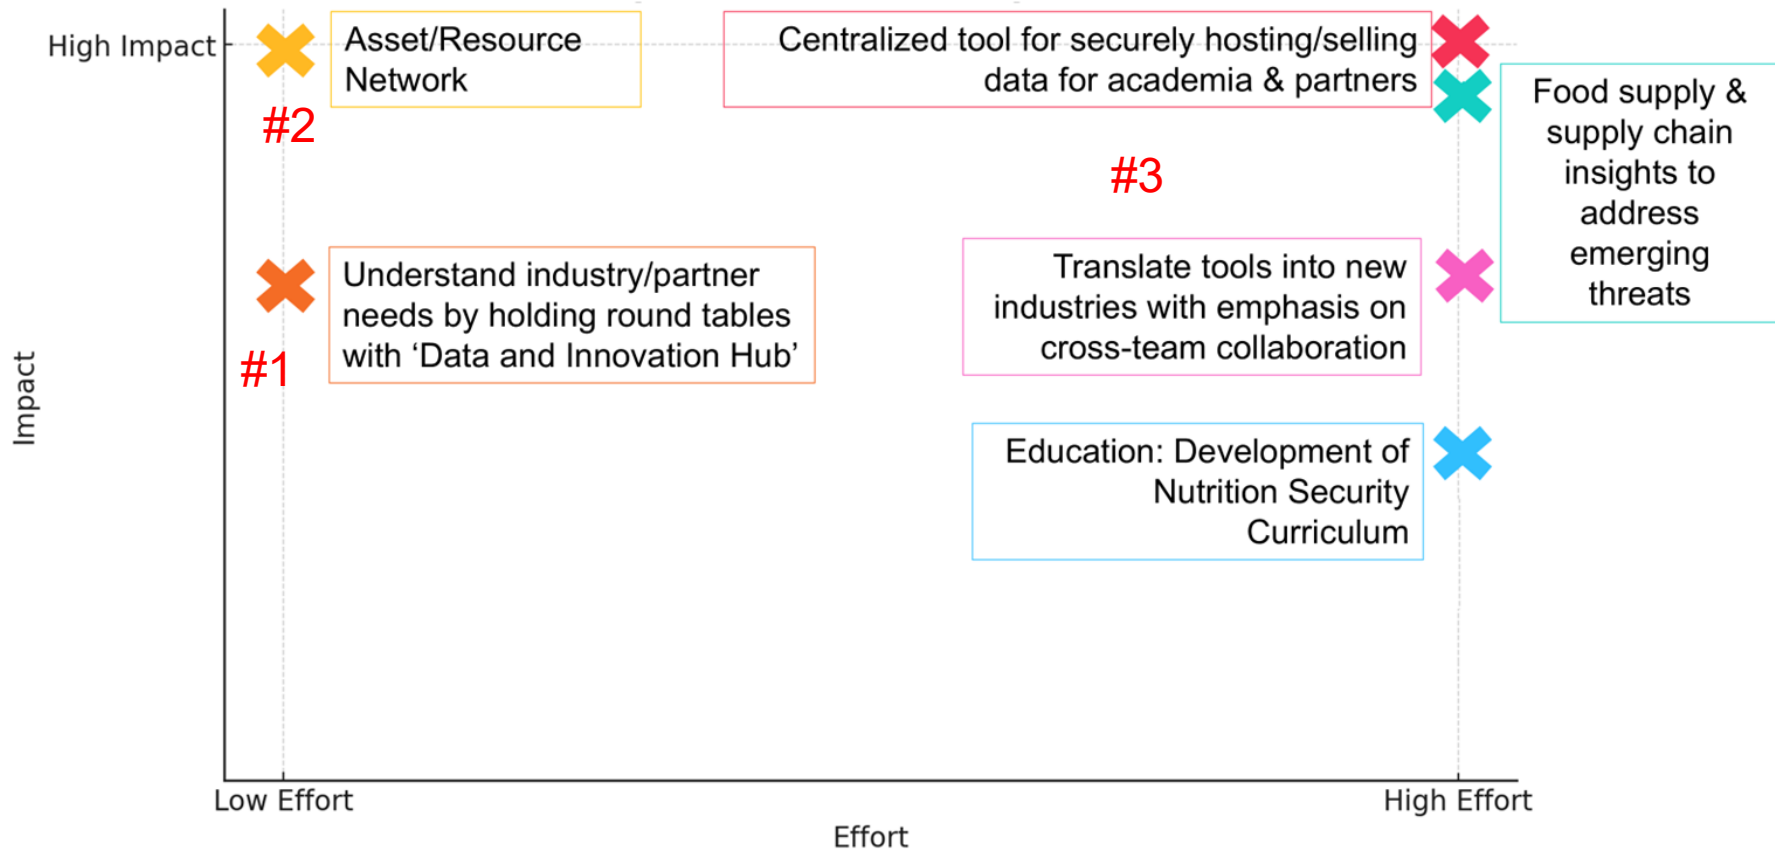 High Impact
Asset/Resource
Network
#2
Centralized tool for securely hosting/selling
data for academia & partners
Food supply &
supply chain
insights to
address
emerging
threats
#3
Understand industry/partner
needs by holding round tables
with ‘Data and Innovation Hub’
#1
Translate tools into new
industries with emphasis on
cross-team collaboration
Education: Development of
Nutrition Security
Curriculum
Impact
Low Effort
High Effort
Effort